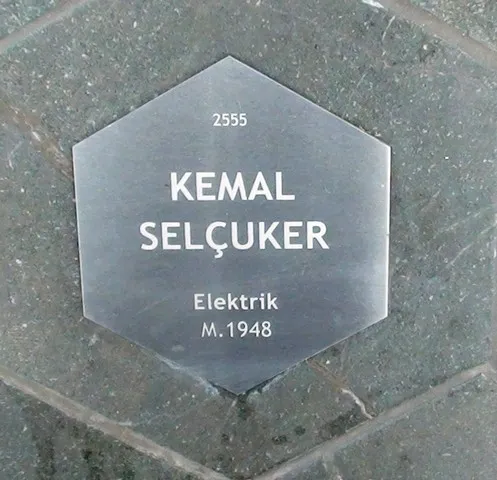 2555
KEMAL
SELÇUKER
Elektrik
M.1948